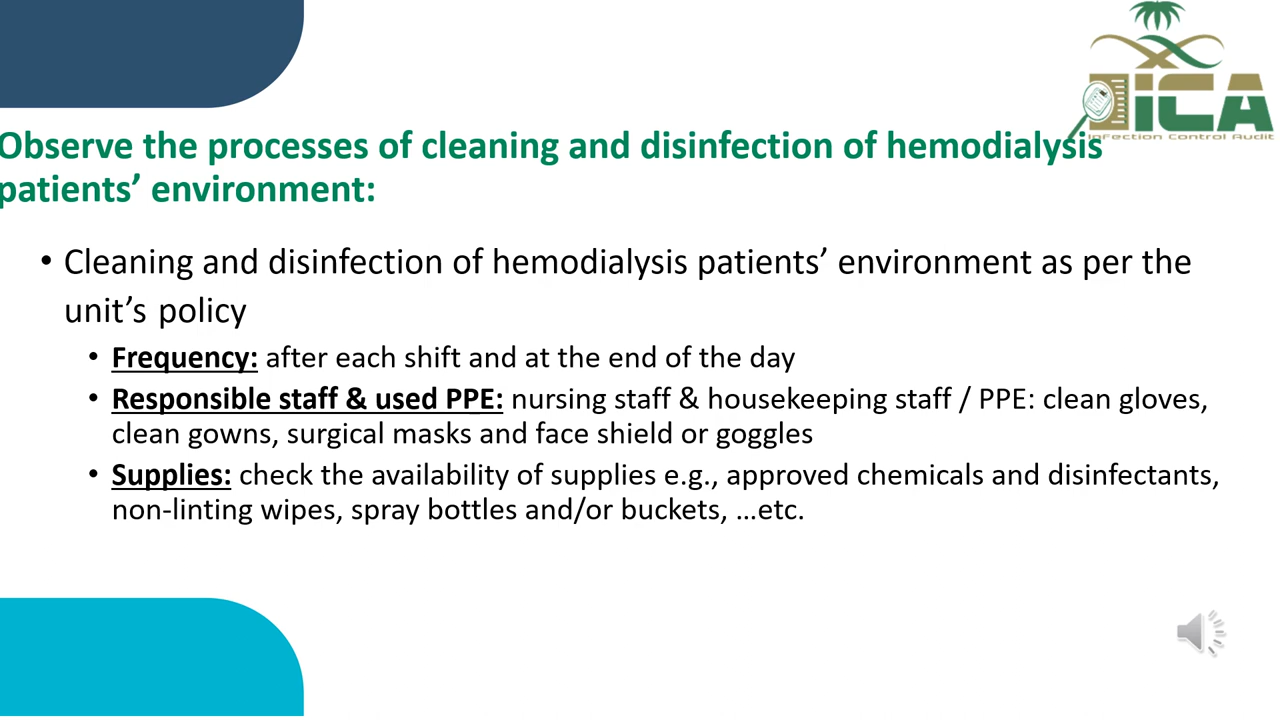 iCA
Infection Control Audit
Observe the processes of cleaning and disinfection of hemodialysis
patients’ environment:
• Cleaning and disinfection of hemodialysis patients’ environment as per the
unit’s policy
• Frequency: after each shift and at the end of the day
• Responsible staff & used PPE: nursing staff & housekeeping staff / PPE: clean gloves,
clean gowns, surgical masks and face shield or goggles
• Supplies: check the availability of supplies e.g., approved chemicals and disinfectants,
non-linting wipes, spray bottles and/or buckets, …etc.